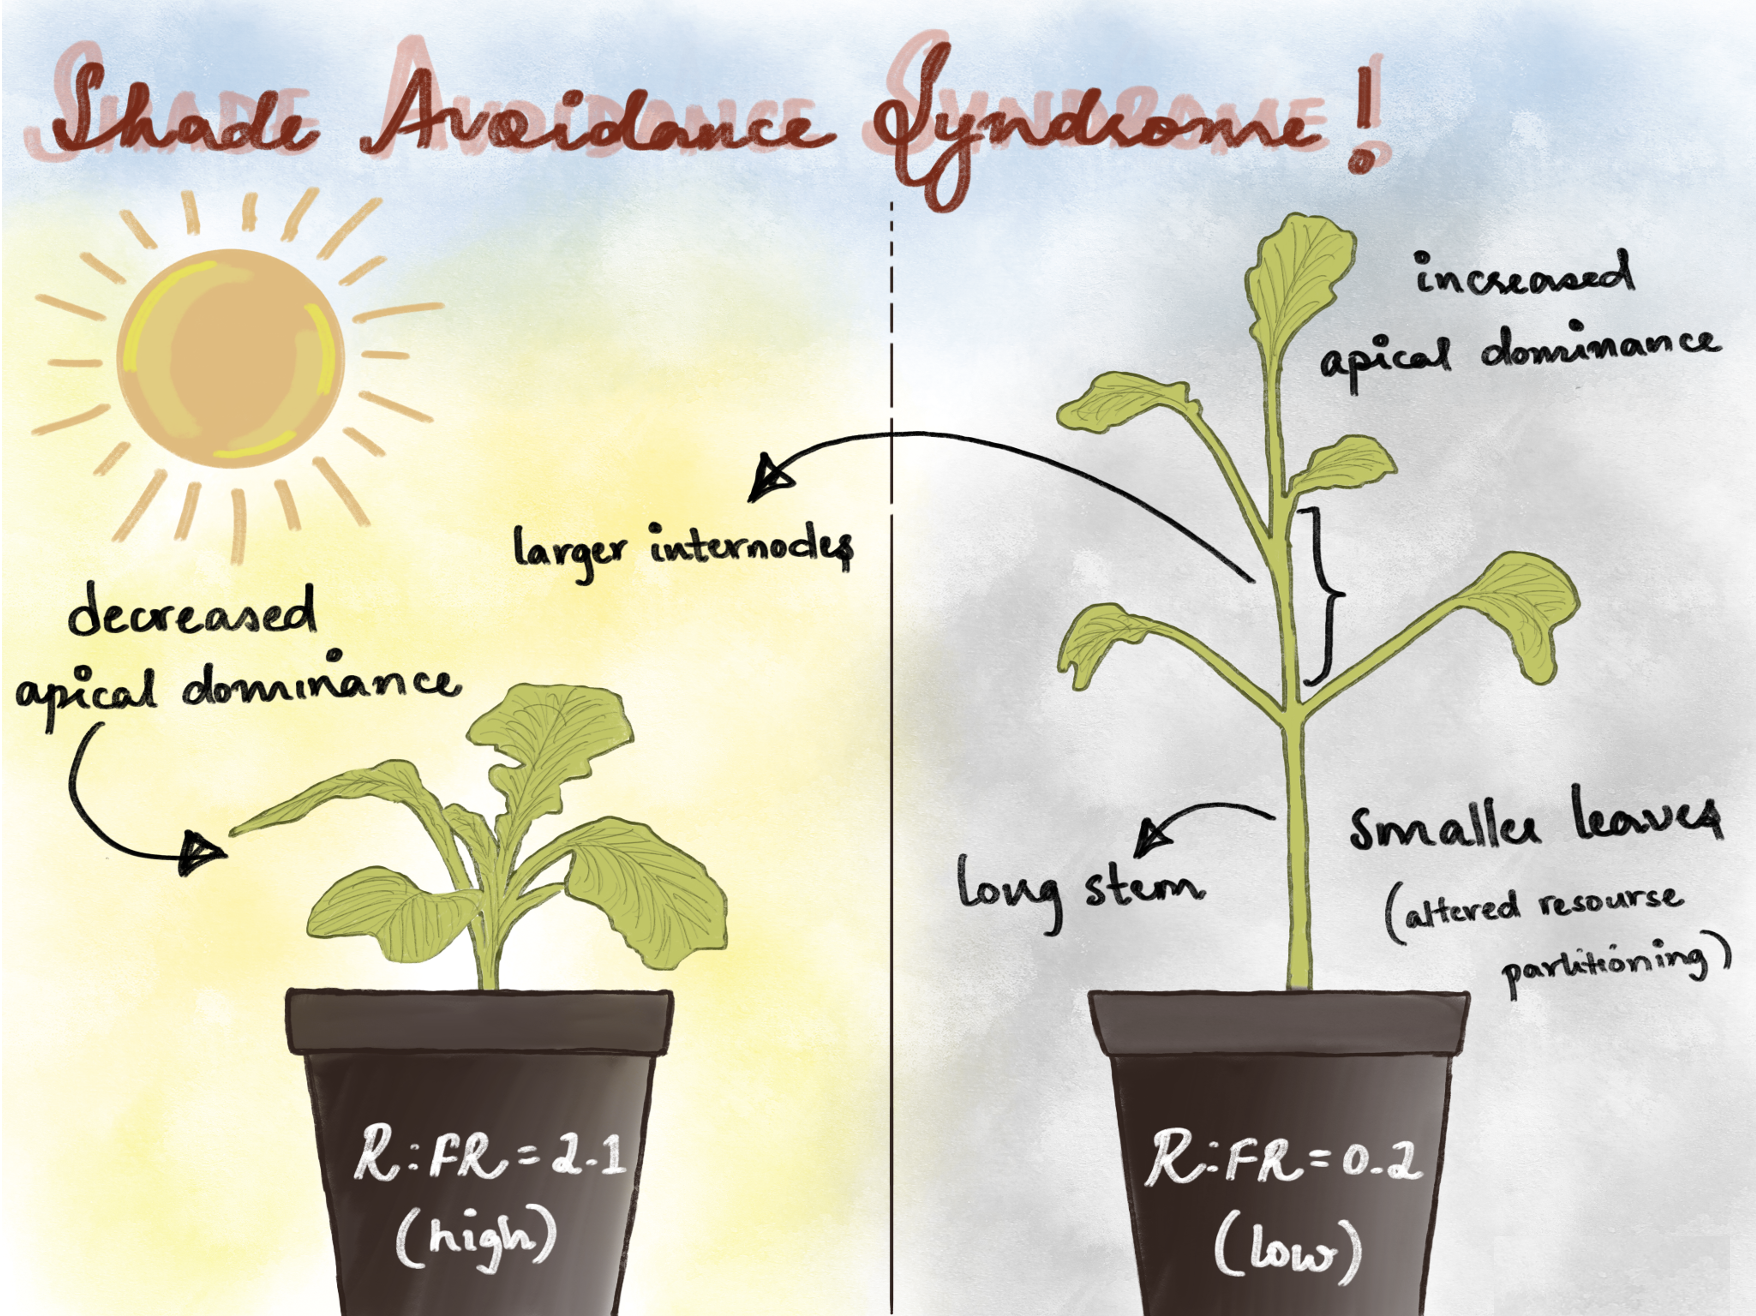 Shade Avoidance Syndrome!
decreased
apical dominance
larger internodes
increased
apical dominance
long stem
smaller leaves
(altered resourse
partitioning)
R:FR=2.1
(high)
R:FR=0.2
(low)